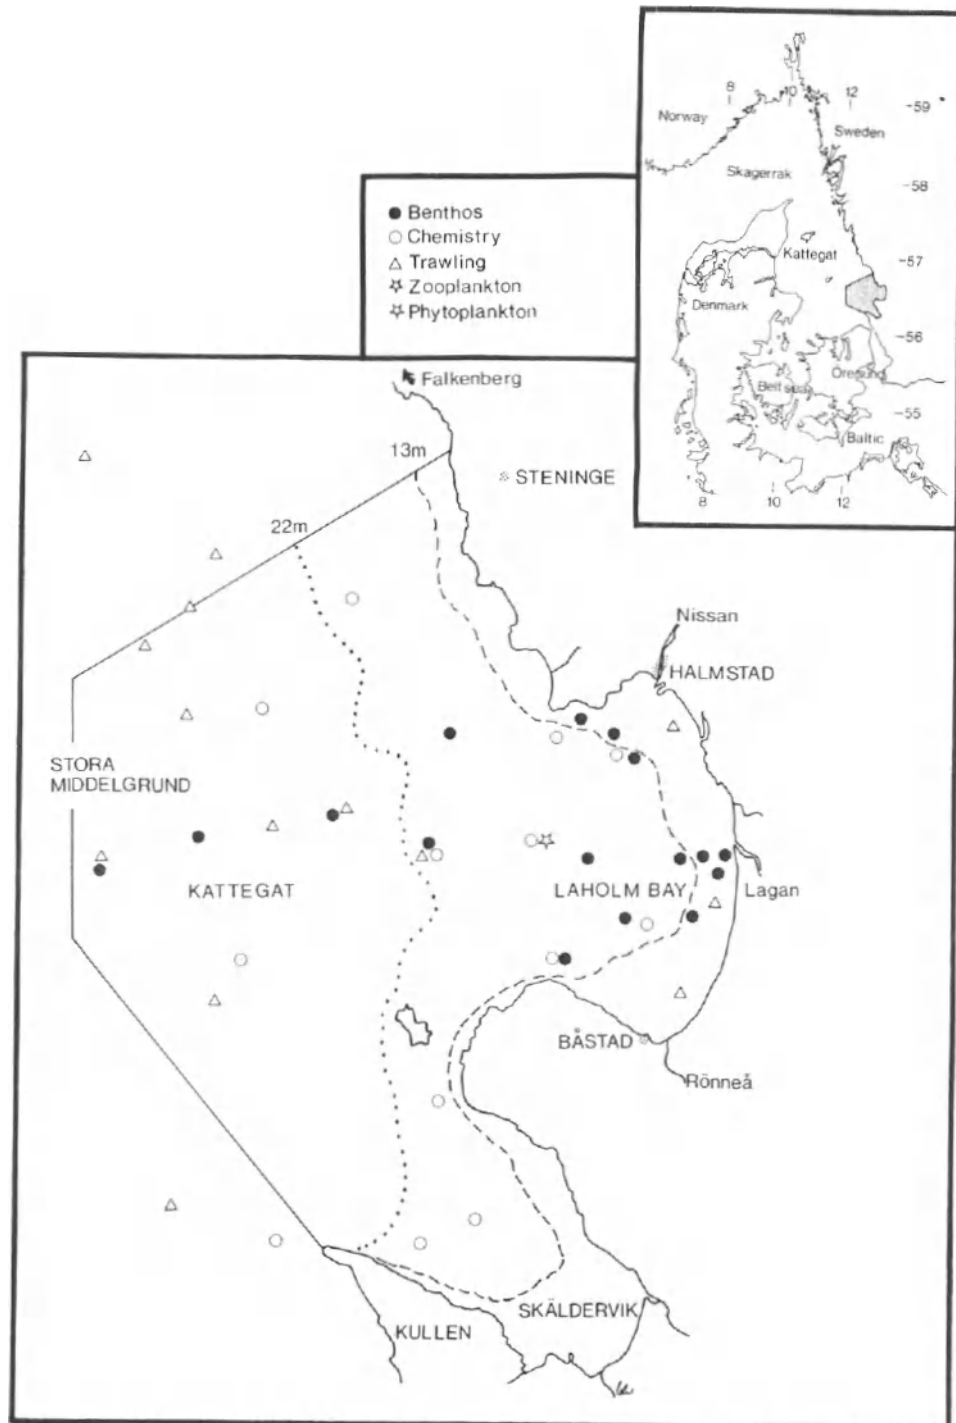 8
10
12
-59
Norway
Sweden
Skagerrak
-58
Kattegat
-57
Denmark
-56
Öresund
Belt sea
-55
Baltic
8
10
12
Benthos
Chemistry
Trawling
Zooplankton
Phytoplankton
Falkenberg
13m
STENINGE
22m
Nissan
HALMSTAD
STORA
MIDDELGRUND
KATTEGAT
LAHOLM BAY
Lagan
BÅSTAD
Rönneå
SKÄLDERVIK
KULLEN